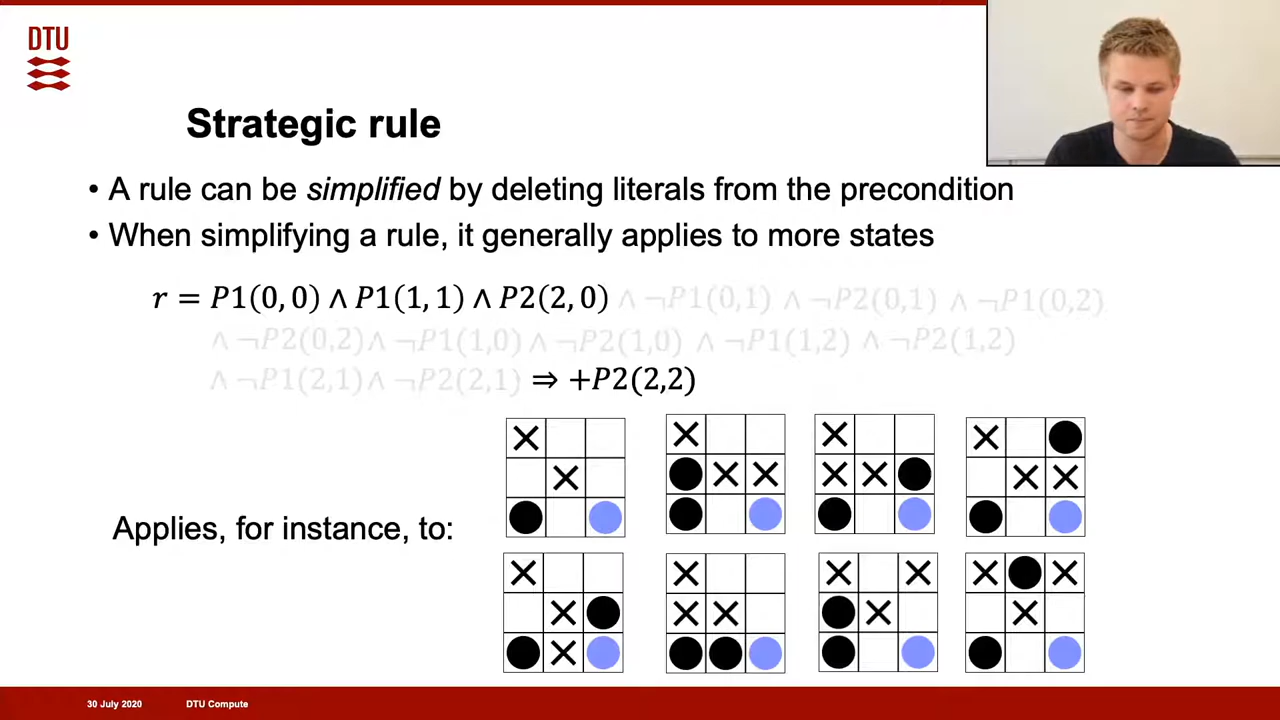 DTU
Strategic rule
• A rule can be simplified by deleting literals from the precondition
• When simplifying a rule, it generally applies to more states
r = P1(0,0) ∧ P1(1,1) ∧ P2(2,0) ∧ ¬P1(0,1) ∧ ¬P2(0,1) ∧ ¬P1(0,2)
∧ ¬P2(0,2)∧ ¬P1(1,0) ∧ ¬P2(1,0) ∧ ¬P1(1,2) ∧ ¬P2(1,2)
∧ ¬P1(2,1)∧ ¬P2(2,1) ⇒ +P2(2,2)
Applies, for instance, to:
30 July 2020 DTU Compute